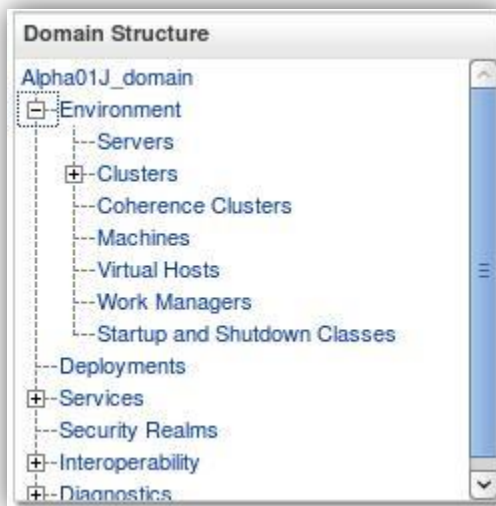 Domain Structure
Alpha01J_domain
Environment
Servers
Clusters
Coherence Clusters
Machines
Virtual Hosts
Work Managers
Startup and Shutdown Classes
Deployments
Services
Security Realms
Interoperability
Diagnostics